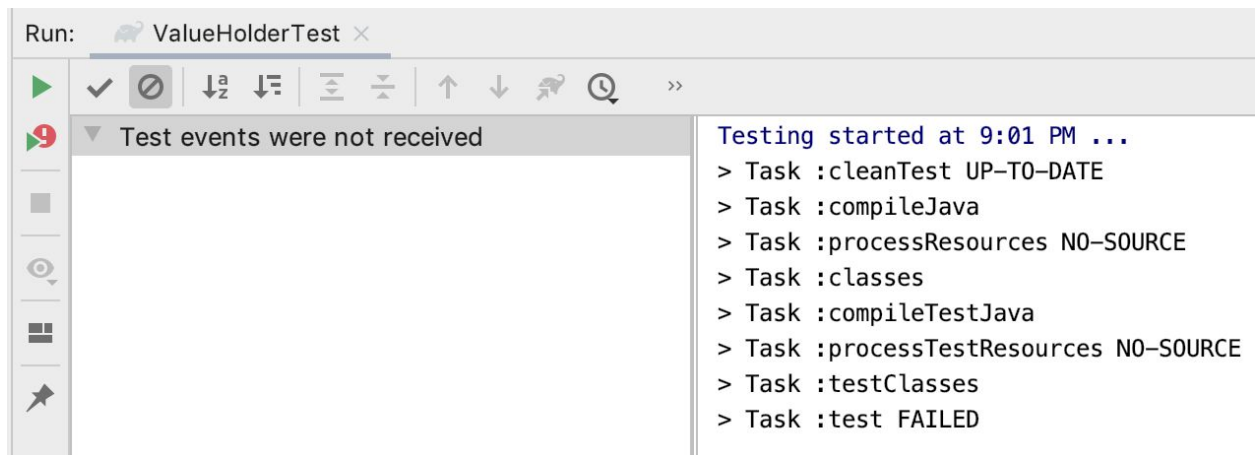 Run: ValueHolderTest
Test events were not received
Testing started at 9:01 PM ...
> Task :cleanTest UP-TO-DATE
> Task :compileJava
> Task :processResources NO-SOURCE
> Task :classes
> Task :compileTestJava
> Task :processTestResources NO-SOURCE
> Task :testClasses
> Task :test FAILED